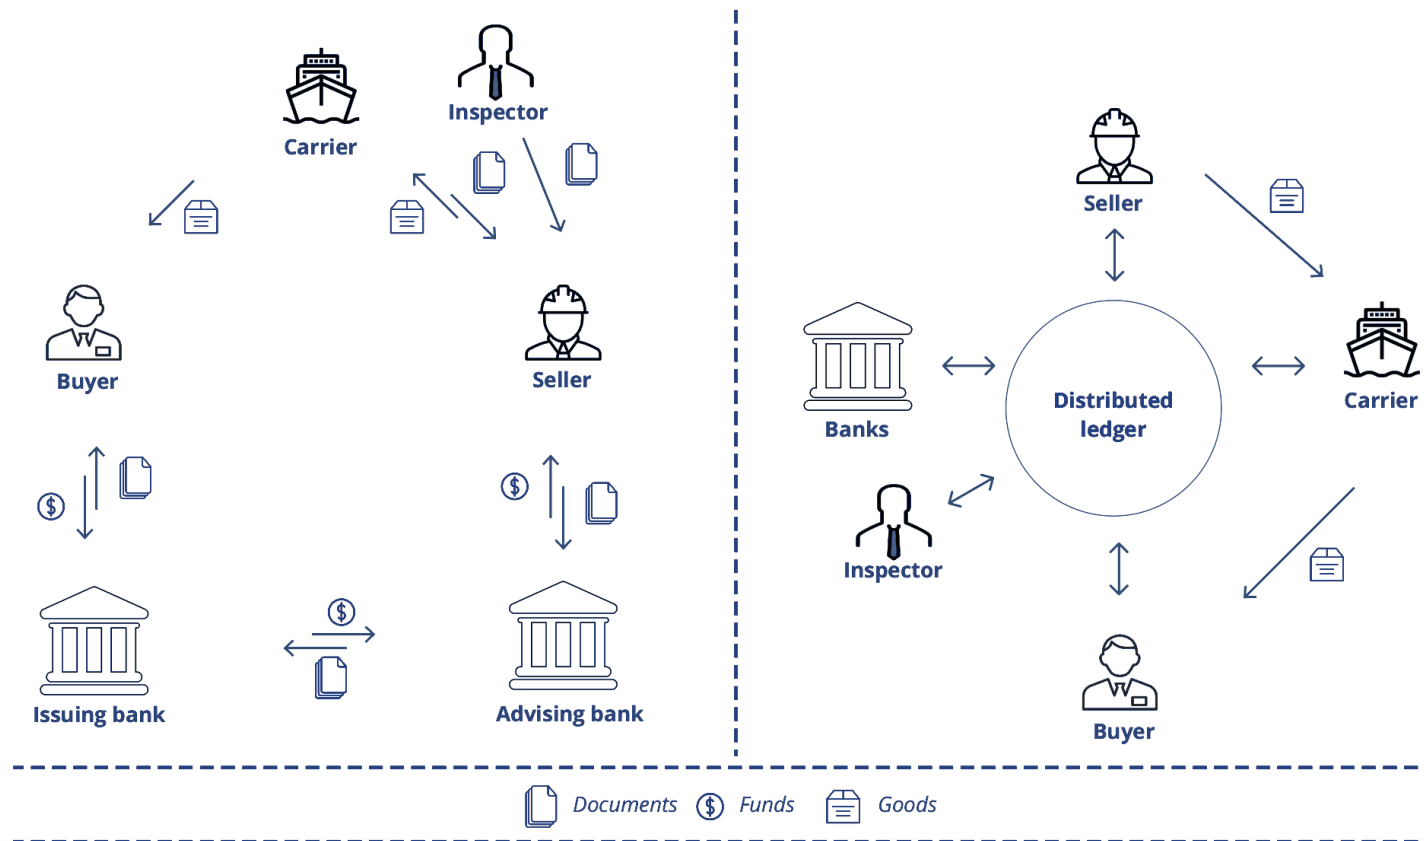 Inspector
Carrier
Buyer
Seller
$
$
$
Issuing bank
Advising bank
Seller
Banks
Distributed
ledger
Carrier
Inspector
Buyer
Documents $ Funds Goods